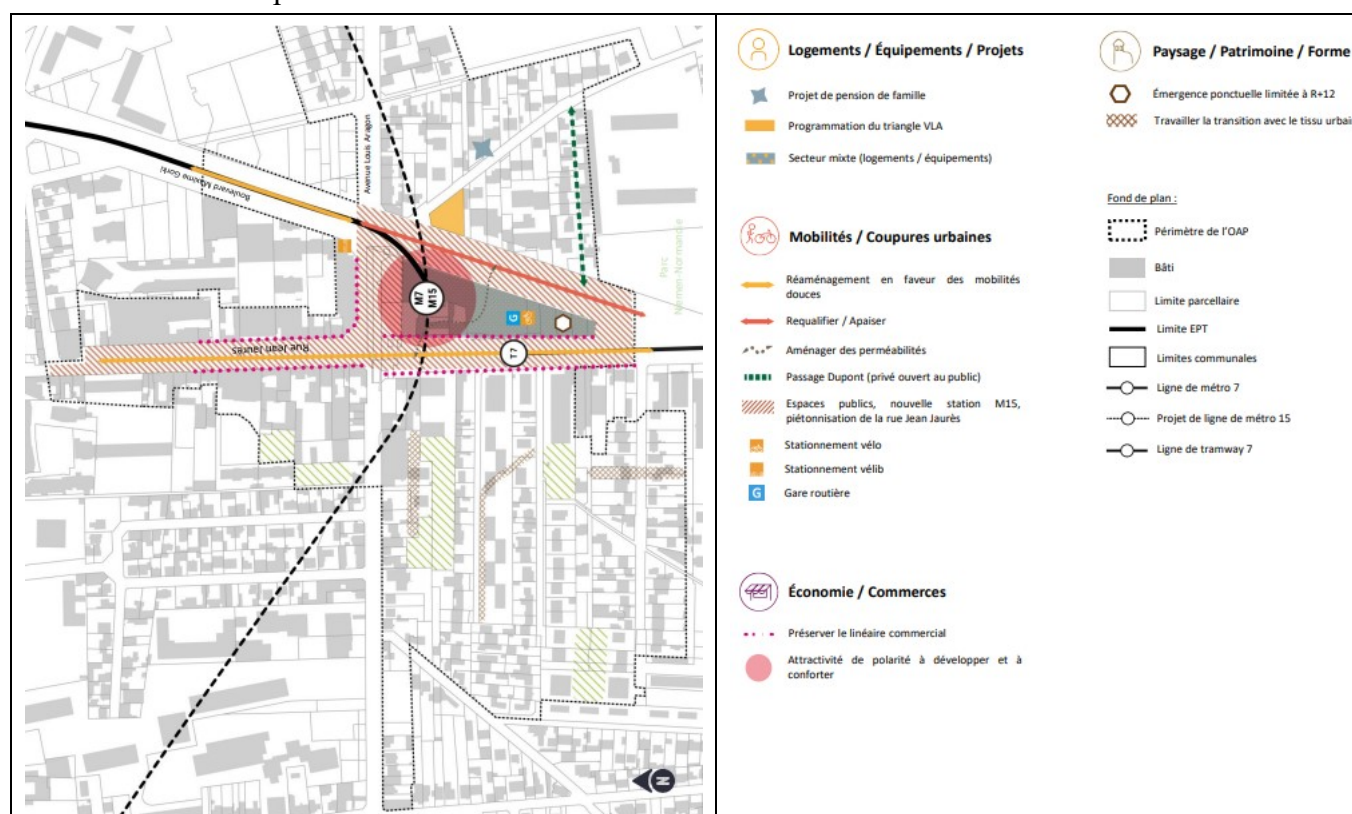 Boulevard Maxime Gorki
Avenue Louis Aragon
Rue Jean Jaurès
M7
M15
G
T7
Parc
Normandie-Niemen
N
Logements / Équipements / Projets
Projet de pension de famille
Programmation du triangle VLA
Secteur mixte (logements / équipements)
Mobilités / Coupures urbaines
Réaménagement en faveur des mobilités
douces
Requalifier / Apaiser
Aménager des perméabilités
Passage Dupont (privé ouvert au public)
Espaces publics, nouvelle station M15,
piétonnisation de la rue Jean Jaurès
Stationnement vélo
Stationnement vélib
G
Gare routière
Économie / Commerces
Préserver le linéaire commercial
Attractivité de polarité à développer et à
conforter
Paysage / Patrimoine / Forme
Émergence ponctuelle limitée à R+12
Travailler la transition avec le tissu urbai
Fond de plan :
Périmètre de l'OAP
Bâti
Limite parcellaire
Limite EPT
Limites communales
Ligne de métro 7
Projet de ligne de métro 15
Ligne de tramway 7